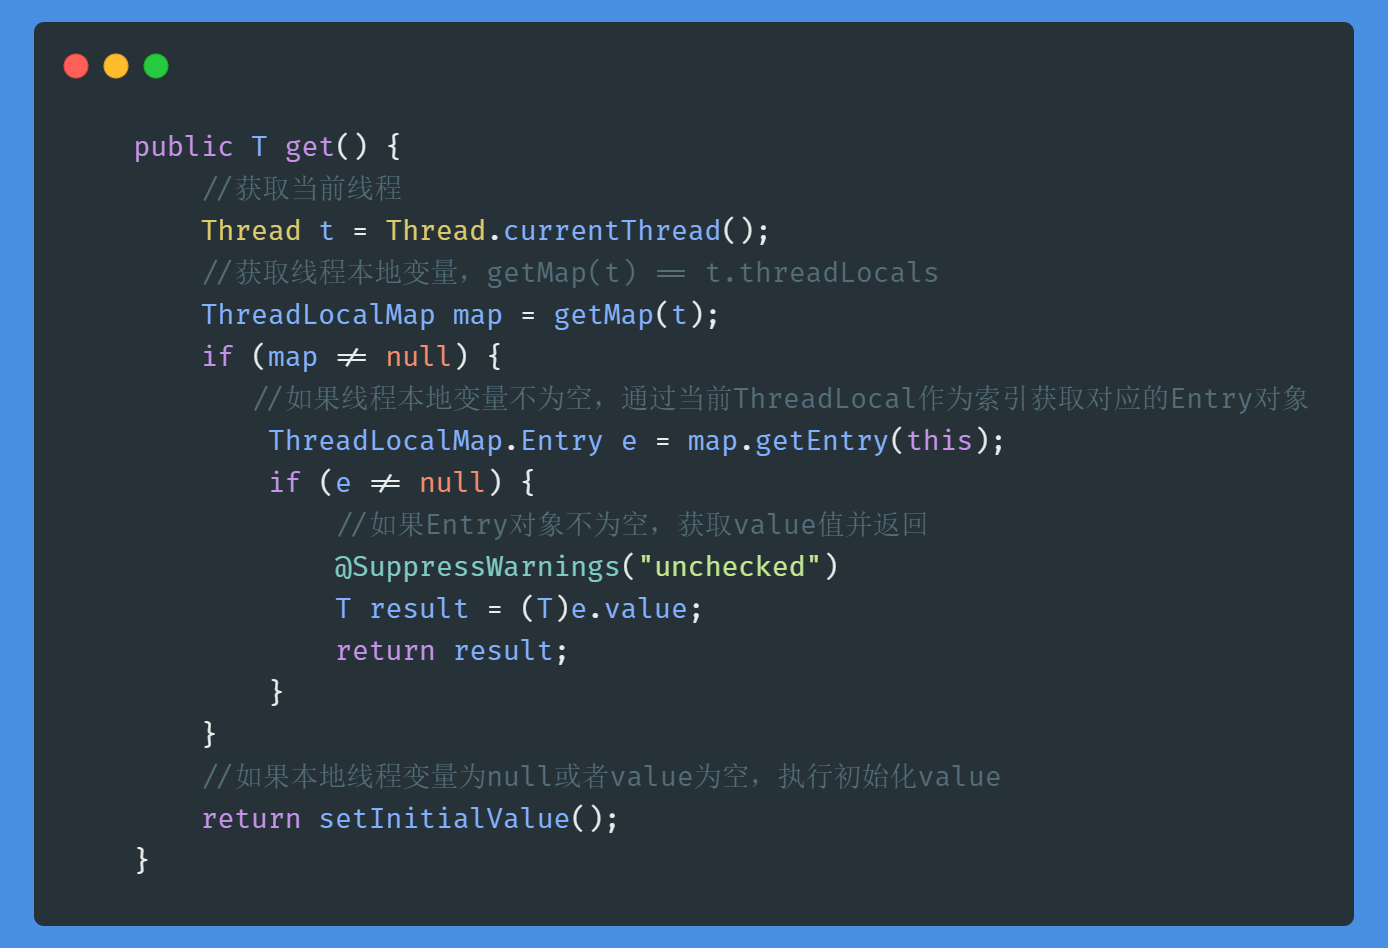 public T get() {
    //获取当前线程
    Thread t = Thread.currentThread();
    //获取线程本地变量，getMap(t) == t.threadLocals
    ThreadLocalMap map = getMap(t);
    if (map != null) {
       //如果线程本地变量不为空，通过当前ThreadLocal作为索引获取对应的Entry对象
        ThreadLocalMap.Entry e = map.getEntry(this);
        if (e != null) {
            //如果Entry对象不为空，获取value值并返回
            @SuppressWarnings("unchecked")
            T result = (T)e.value;
            return result;
        }
    }
    //如果本地线程变量为null或者value为空，执行初始化value
    return setInitialValue();
}